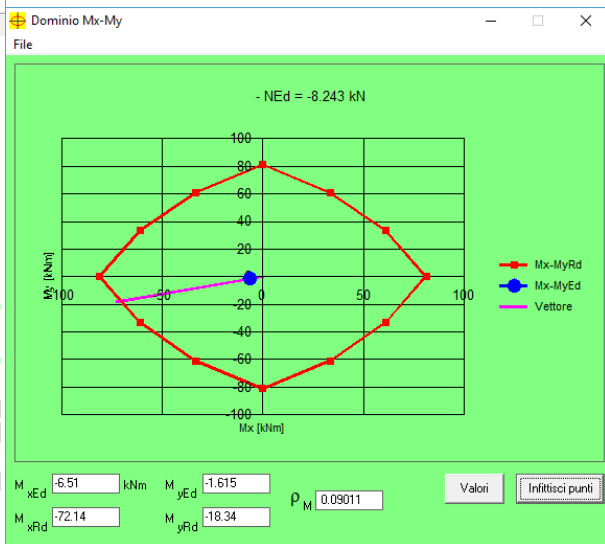 Dominio Mx-My
File
- NEd = -8.243 kN
100
80
60
40
20
0
-20
-40
-60
-80
-100
My [kNm]
-100 -50 0 50 100
Mx [kNm]
Mx-MyRd
Mx-MyEd
Vettore
M xEd -6.51 kNm M yEd -1.615
M xRd -72.14 M yRd -18.34
ρ M 0.09011
Valori
Infittisci punti